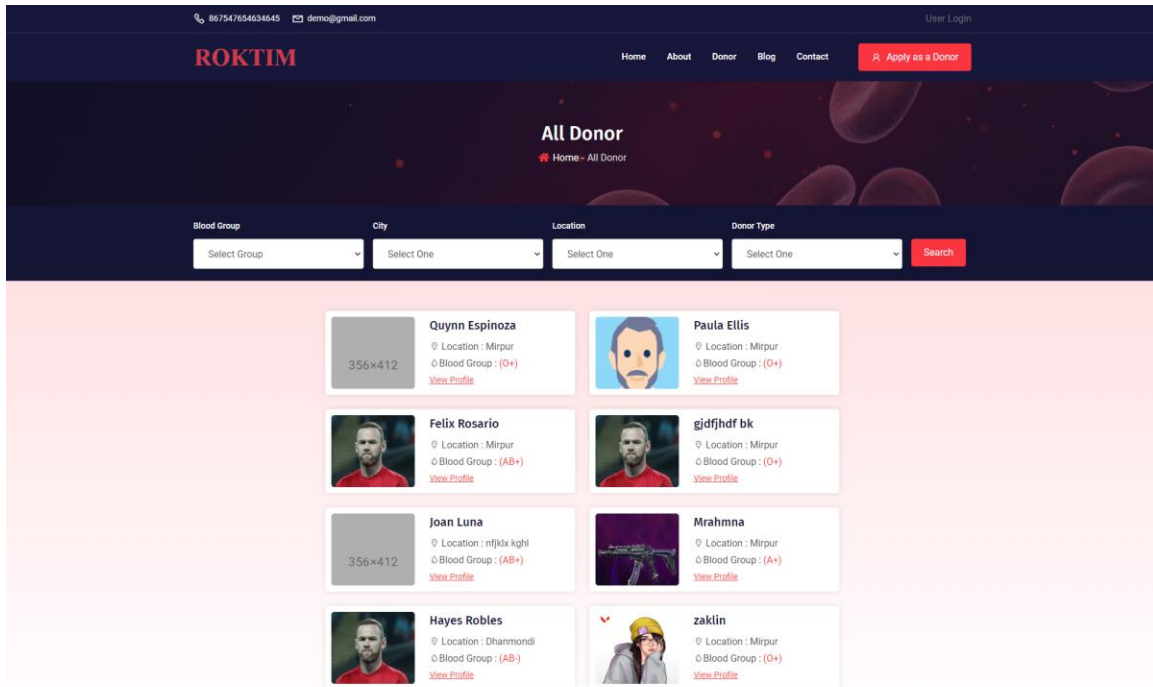 867547654634645 demo@gmail.com User Login
ROKTIM Home About Donor Blog Contact Apply as a Donor
All Donor
Home - All Donor
Blood Group City Location Donor Type
Select Group Select One Select One Select One Search
356×412
Quynn Espinoza
Location : Mirpur
Blood Group : (O+)
View Profile
Paula Ellis
Location : Mirpur
Blood Group : (O+)
View Profile
Felix Rosario
Location : Mirpur
Blood Group : (AB+)
View Profile
gjdfjhdf bk
Location : Mirpur
Blood Group : (O+)
View Profile
356×412
Joan Luna
Location : nfjklx kghl
Blood Group : (AB+)
View Profile
Mrahmna
Location : Mirpur
Blood Group : (A+)
View Profile
Hayes Robles
Location : Dhanmondi
Blood Group : (AB-)
View Profile
zaklin
Location : Mirpur
Blood Group : (O+)
View Profile